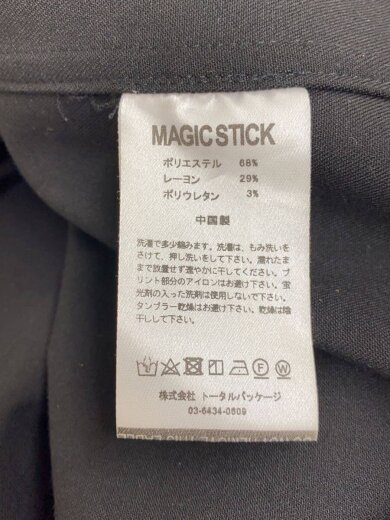 MAGIC STICK
ポリエステル 68%
レーヨン 29%
ポリウレタン 3%
中国製
洗濯で多少縮みます。洗濯は、もみ洗いを
さけて、押し洗いをして下さい。濡れたま
まで放置せず速やかに干してください。プ
リント部分のアイロンはお避け下さい。蛍
光剤の入った洗剤は使用しないで下さい。
タンブラー乾燥はお避け下さい。乾燥は陰
干しして下さい。
F W
株式会社 トータルパッケージ
03-6434-0609